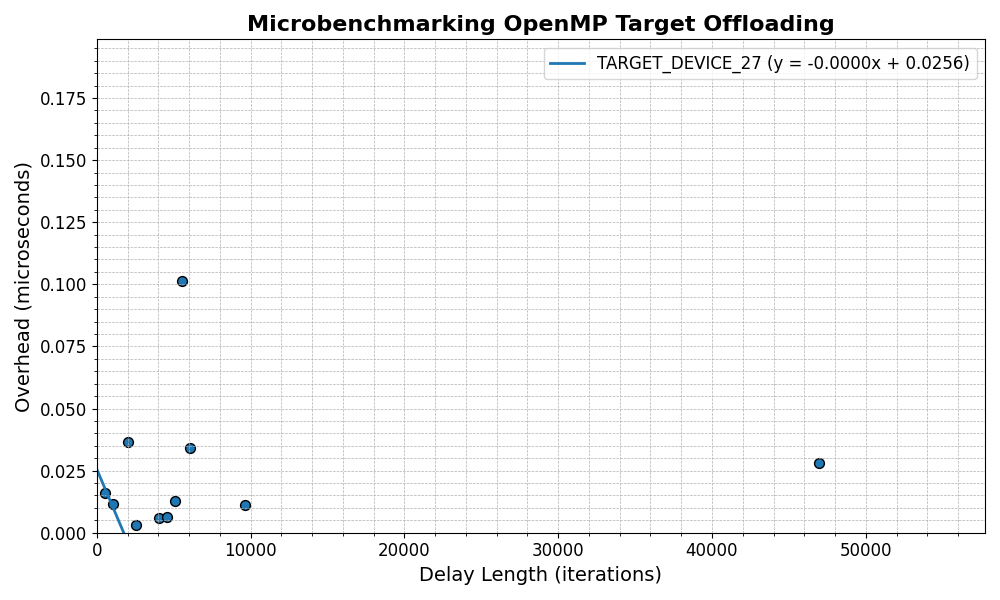 Microbenchmarking OpenMP Target Offloading
TARGET_DEVICE_27 (y = -0.0000x + 0.0256)
Overhead (microseconds)
0.175
0.150
0.125
0.100
0.075
0.050
0.025
0.000
0 10000 20000 30000 40000 50000
Delay Length (iterations)